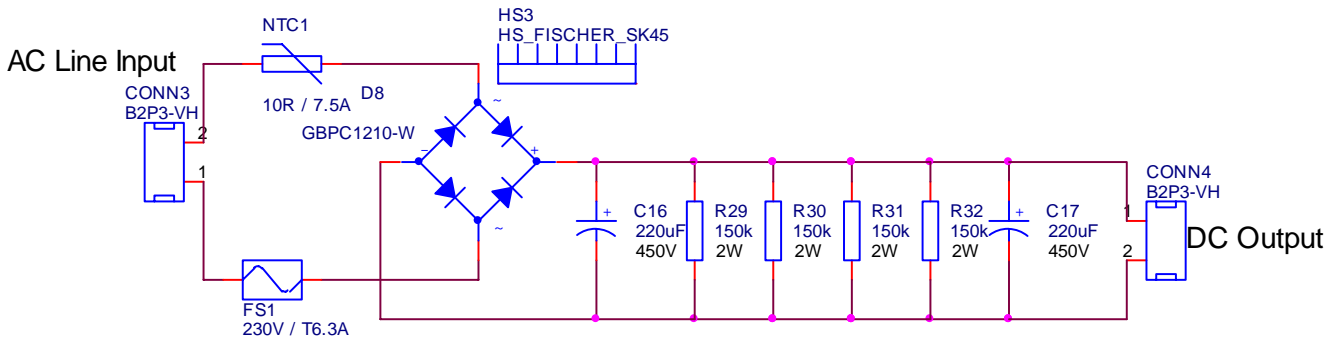 HS3
HS_FISCHER_SK45
NTC1
AC Line Input
CONN3
B2P3-VH
10R / 7.5A
D8
GBPC1210-W
2
1
~
-
+
~
CONN4
B2P3-VH
1
2
DC Output
+
C16
220uF
450V
R29
150k
2W
R30
150k
2W
R31
150k
2W
R32
150k
2W
+
C17
220uF
450V
FS1
230V / T6.3A